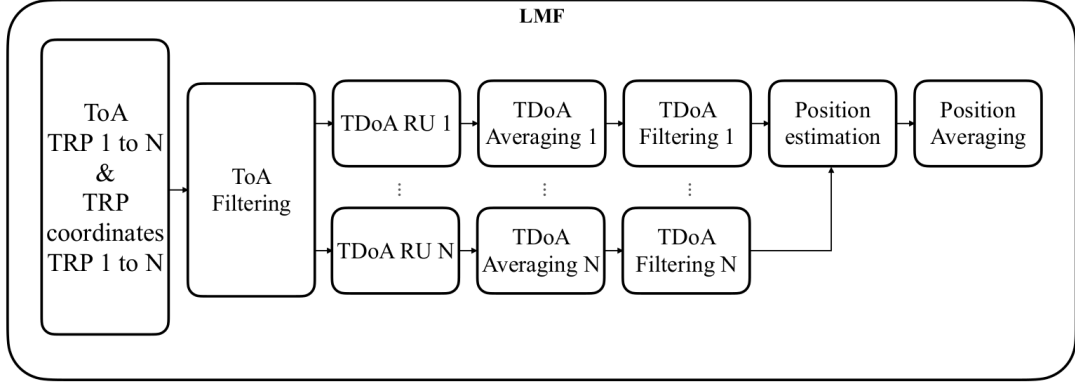 LMF
ToA
TRP 1 to N
&
TRP
coordinates
TRP 1 to N
ToA
Filtering
TDoA RU 1
TDoA
Averaging 1
TDoA
Filtering 1
Position
estimation
Position
Averaging
TDoA RU N
TDoA
Averaging N
TDoA
Filtering N